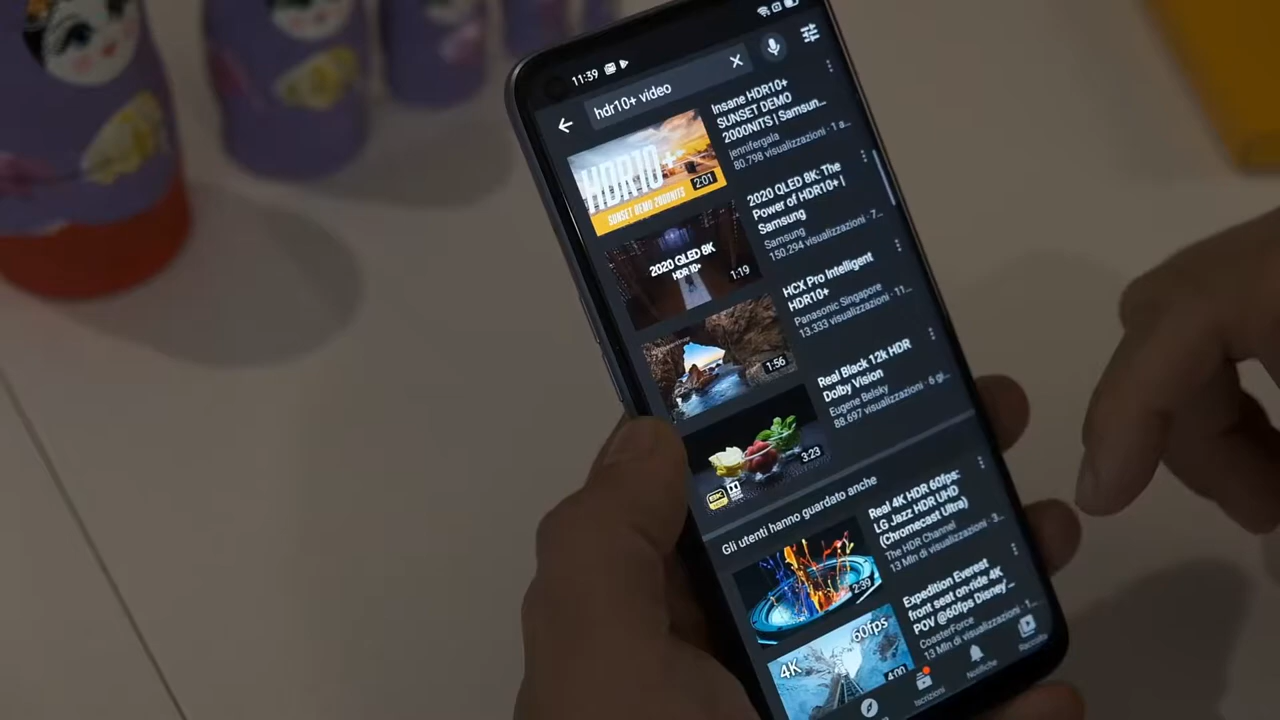 11:39
hdr10+ video
HDR10+
SUNSET DEMO 2000NITS
2:01
Insane HDR10+
SUNSET DEMO
2000NITS | Samsun...
jennifergala
80.798 visualizzazioni · 1 a...
2020 QLED 8K
HDR 10+
1:19
2020 QLED 8K: The
Power of HDR10+ |
Samsung
Samsung
150.294 visualizzazioni · 7...
1:56
HCX Pro Intelligent
HDR10+
Panasonic Singapore
13.333 visualizzazioni · 11...
3:23
Real Black 12k HDR
Dolby Vision
Eugene Belsky
88.697 visualizzazioni · 6 gi...
Gli utenti hanno guardato anche
2:39
Real 4K HDR 60fps:
LG Jazz HDR UHD
(Chromecast Ultra)
The HDR Channel
13 Mln di visualizzazioni · 3...
4K
60fps
4:00
Expedition Everest
front seat on-ride 4K
POV @60fps Disney'...
CoasterForce
13 Mln di visualizzazioni · 1...
Iscrizioni
Notifiche
Raccolta